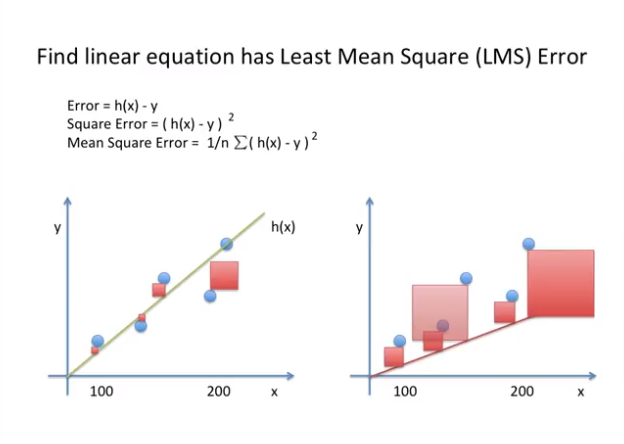 Find linear equation has Least Mean Square (LMS) Error
Error = h(x) - y
Square Error = ( h(x) - y ) 2
Mean Square Error = 1/n ∑( h(x) - y ) 2
y
h(x)
100
200
x
y
100
200
x